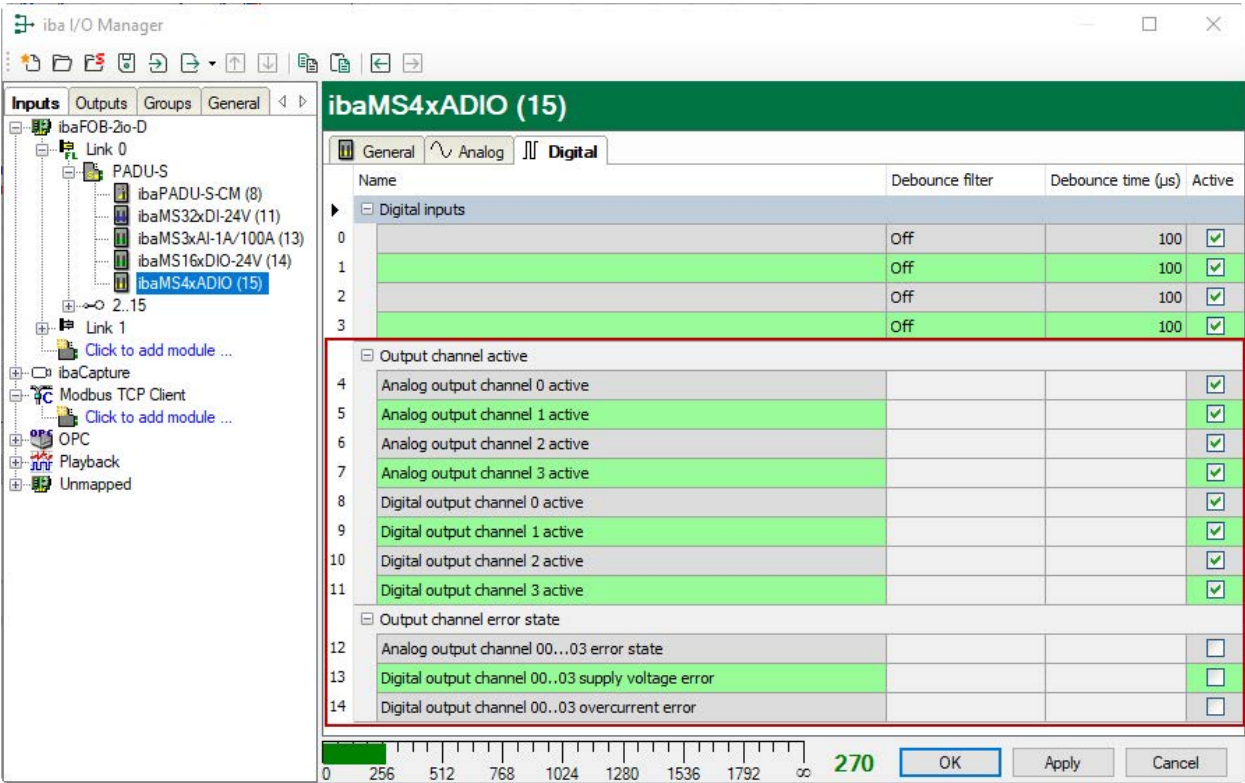 iba I/O Manager
Inputs Outputs Groups General
ibaFOB-2io-D
Link 0
PADU-S
ibaPADU-S-CM (8)
ibaMS32xDI-24V (11)
ibaMS3xAI-1A/100A (13)
ibaMS16xDIO-24V (14)
ibaMS4xADIO (15)
2..15
Link 1
Click to add module ...
ibaCapture
Modbus TCP Client
Click to add module ...
OPC
Playback
Unmapped
ibaMS4xADIO (15)
General Analog Digital
Name Debounce filter Debounce time (µs) Active
Digital inputs
0 Off 100
1 Off 100
2 Off 100
3 Off 100
Output channel active
4 Analog output channel 0 active
5 Analog output channel 1 active
6 Analog output channel 2 active
7 Analog output channel 3 active
8 Digital output channel 0 active
9 Digital output channel 1 active
10 Digital output channel 2 active
11 Digital output channel 3 active
Output channel error state
12 Analog output channel 00...03 error state
13 Digital output channel 00..03 supply voltage error
14 Digital output channel 00..03 overcurrent error
0 256 512 768 1024 1280 1536 1792 ∞ 270 OK Apply Cancel